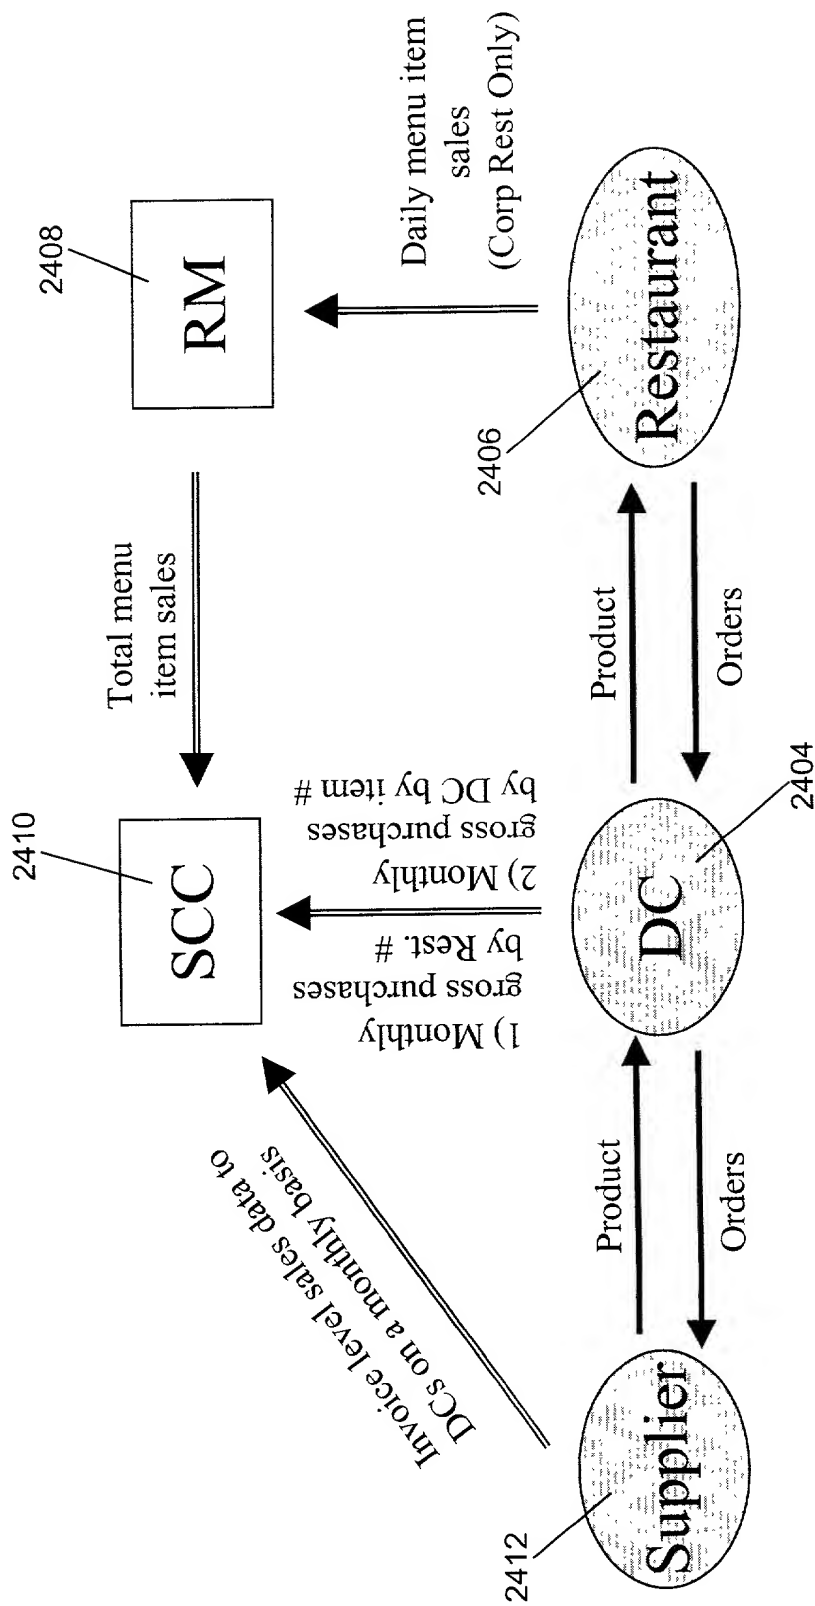 2410
SCC
Total menu
item sales
2408
RM
Invoice level sales data to
DCs on a monthly basis
1) Monthly
gross purchases
by Rest. #
2) Monthly
gross purchases
by DC by item #
Daily menu item
sales
(Corp Rest Only)
2412
Supplier
Product
Orders
DC
2404
Product
Orders
2406
Restaurant